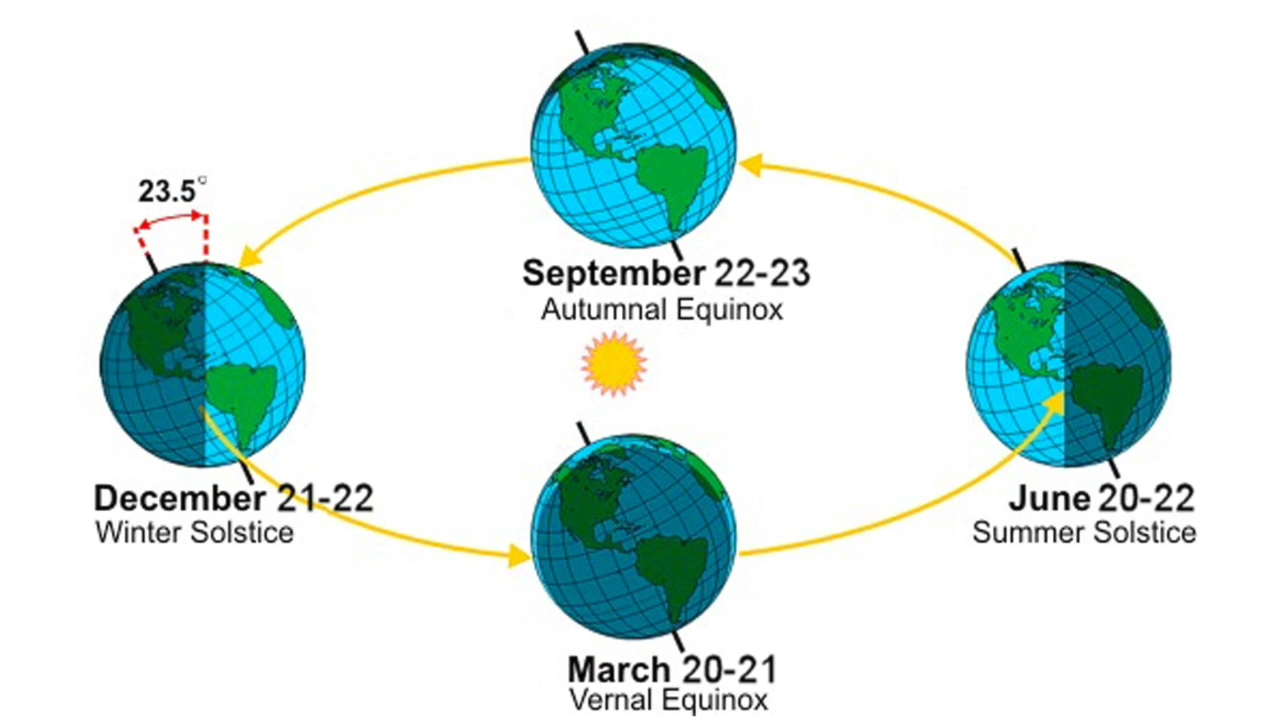 September 22-23
Autumnal Equinox
23.5°
December 21-22
Winter Solstice
June 20-22
Summer Solstice
March 20-21
Vernal Equinox